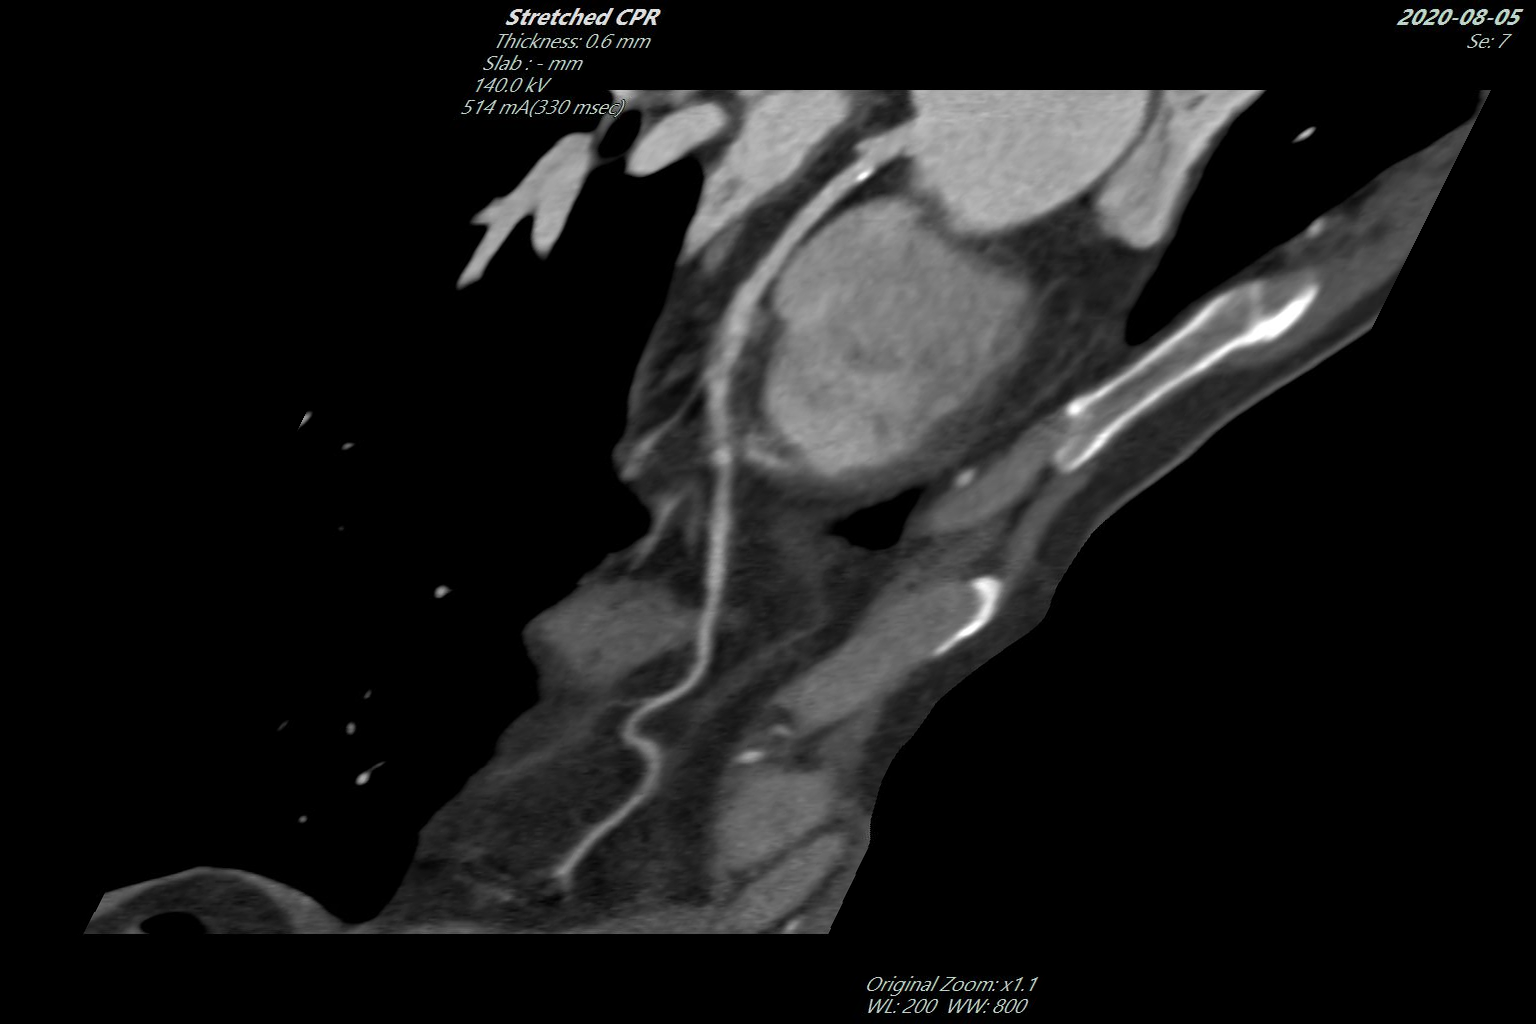 Stretched CPR
Thickness: 0.6 mm
Slab : - mm
140.0 kV
514 mA(330 msec)
2020-08-05
Se: 7
Original Zoom: x1.1
WL: 200 WW: 800